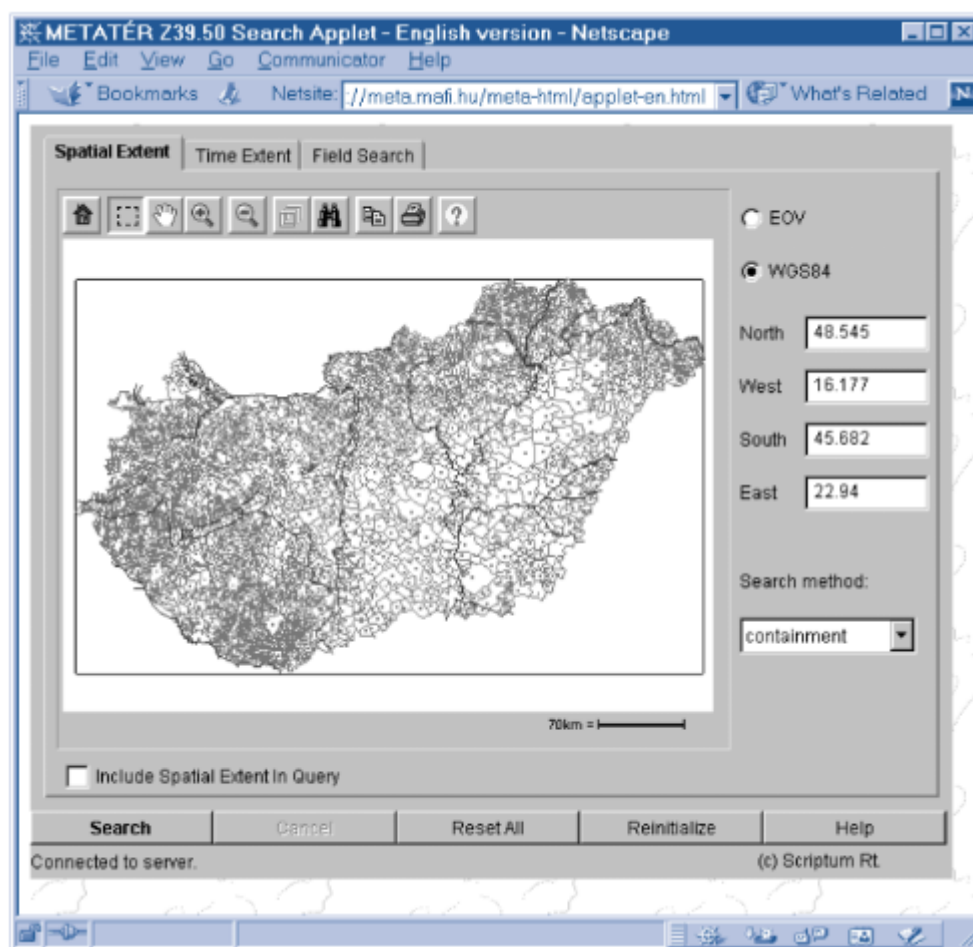 METATÉR Z39.50 Search Applet - English version - Netscape
File Edit View Go Communicator Help
Bookmarks Netsite: ://meta.mafi.hu/meta-html/applet-en.html What's Related N
Spatial Extent Time Extent Field Search
?
EOV
WGS84
North 48.545
West 16.177
South 45.682
East 22.94
Search method:
containment
70km =
Include Spatial Extent In Query
Search Cancel Reset All Reinitialize Help
Connected to server. (c) Scriptum Rt.